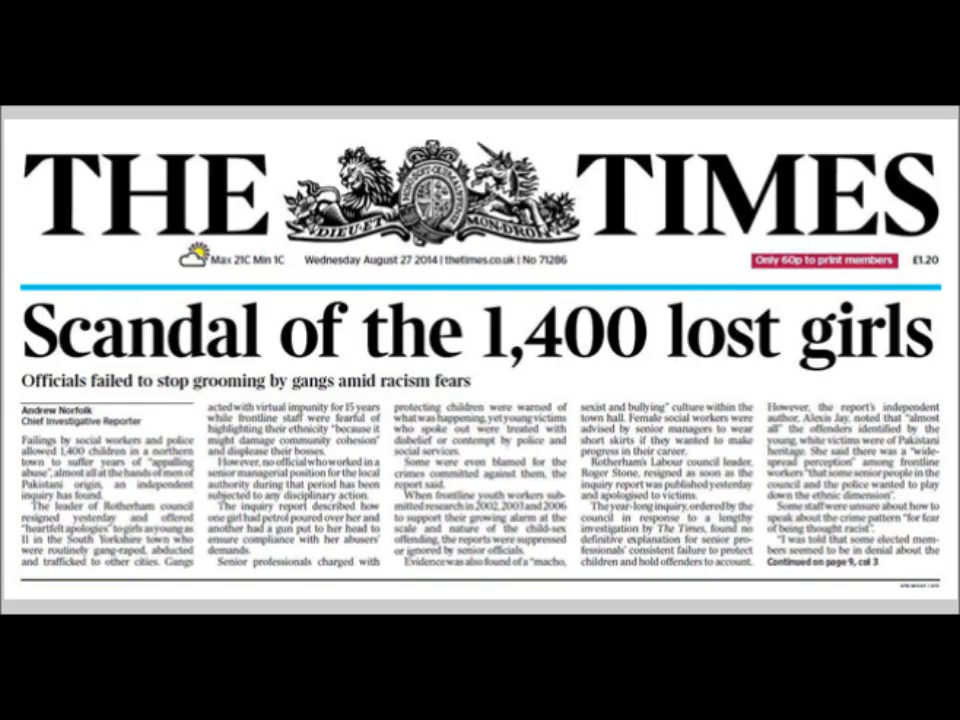 THE TIMES
DIEU ET MON DROIT
Max 21C Min 1C Wednesday August 27 2014 | thetimes.co.uk | No 71286 Only 60p to print members £1.20
Scandal of the 1,400 lost girls
Officials failed to stop grooming by gangs amid racism fears
Andrew Norfolk
Chief Investigative Reporter
Failings by social workers and police
allowed 1,400 children in a northern
town to suffer years of “appalling
abuse”, almost all at the hands of men of
Pakistani origin, an independent
inquiry has found.
The leader of Rotherham council
resigned yesterday and offered
“heartfelt apologies” to girls as young as
11 in the South Yorkshire town who
were routinely gang-raped, abducted
and trafficked to other cities. Gangs
acted with virtual impunity for 15 years
while frontline staff were fearful of
highlighting their ethnicity “because it
might damage community cohesion”
and displease their bosses.
However, no official who worked in a
senior managerial position for the local
authority during that period has been
subjected to any disciplinary action.
The inquiry report described how
one girl had petrol poured over her and
another had a gun put to her head to
ensure compliance with her abusers’
demands.
Senior professionals charged with
protecting children were warned of
what was happening, yet young victims
who spoke out were treated with
disbelief or contempt by police and
social services.
Some were even blamed for the
crimes committed against them, the
report said.
When frontline youth workers sub-
mitted research in 2002, 2003 and 2006
to support their growing alarm at the
scale and nature of the child-sex
offending, the reports were suppressed
or ignored by senior officials.
Evidence was also found of a “macho,
sexist and bullying” culture within the
town hall. Female social workers were
advised by senior managers to wear
short skirts if they wanted to make
progress in their career.
Rotherham’s Labour council leader,
Roger Stone, resigned as soon as the
inquiry report was published yesterday
and apologised to victims.
The year-long inquiry, ordered by the
council in response to a lengthy
investigation by The Times, found no
definitive explanation for senior pro-
fessionals’ consistent failure to protect
children and hold offenders to account.
However, the report’s independent
author, Alexis Jay, noted that “almost
all” the offenders identified by the
young, white victims were of Pakistani
heritage. She said there was a “wide-
spread perception” among frontline
workers “that some senior people in the
council and the police wanted to play
down the ethnic dimension”.
Some staff were unsure about how to
speak about the crime pattern “for fear
of being thought racist”.
“I was told that some elected mem-
bers seemed to be in denial about the
Continued on page 9, col 3